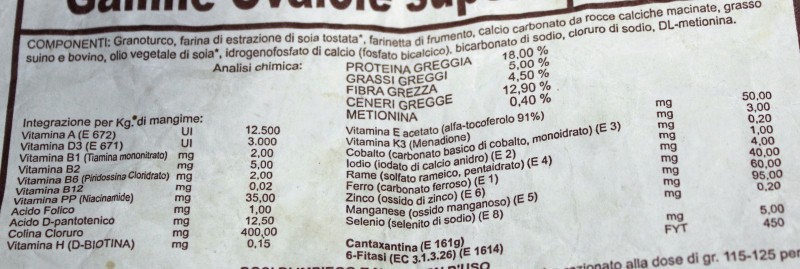 Galline Ovaiole
COMPONENTI: Granoturco, farina di estrazione di soia tostata*, farinetta di frumento, calcio carbonato da rocce calcifiche macinate, grasso
suino e bovino, olio vegetale di soia*, idrogenofosfato di calcio (fosfato bicalcico), bicarbonato di sodio, cloruro di sodio, DL-metionina.
Analisi chimica:
PROTEINA GREGGIA 18,00 %
GRASSI GREGGI 5,00 %
FIBRA GREZZA 4,50 %
CENERI GREGGE 12,90 %
METIONINA 0,40 %
Integrazione per Kg. di mangime:
Vitamina A (E 672) UI 12.500
Vitamina D3 (E 671) UI 3.000
Vitamina B1 (Tiamina mononitrato) mg 2,00
Vitamina B2 mg 5,00
Vitamina B6 (Piridossina Cloridrato) mg 2,00
Vitamina B12 mg 0,02
Vitamina PP (Niacinamide) mg 35,00
Acido Folico mg 1,00
Acido D-pantotenico mg 12,50
Colina Cloruro mg 400,00
Vitamina H (D-BIOTINA) mg 0,15
Vitamina E acetato (alfa-tocoferolo 91%) mg 50,00
Vitamina K3 (Menadione) mg 3,00
Cobalto (carbonato basico di cobalto, monoidrato) (E 3) mg 0,20
Iodio (iodato di calcio anidro) (E 2) mg 1,00
Rame (solfato rameico, pentaidrato) (E 4) mg 4,00
Ferro (carbonato ferroso) (E 1) mg 40,00
Zinco (ossido di zinco) (E 6) mg 60,00
Manganese (ossido manganoso) (E 5) mg 95,00
Selenio (selenito di sodio) (E 8) mg 0,20
Cantaxantina (E 161g) mg 5,00
6-Fitasi (EC 3.1.3.26) (E 1614) FYT 450
alla dose di gr. 115-125 per